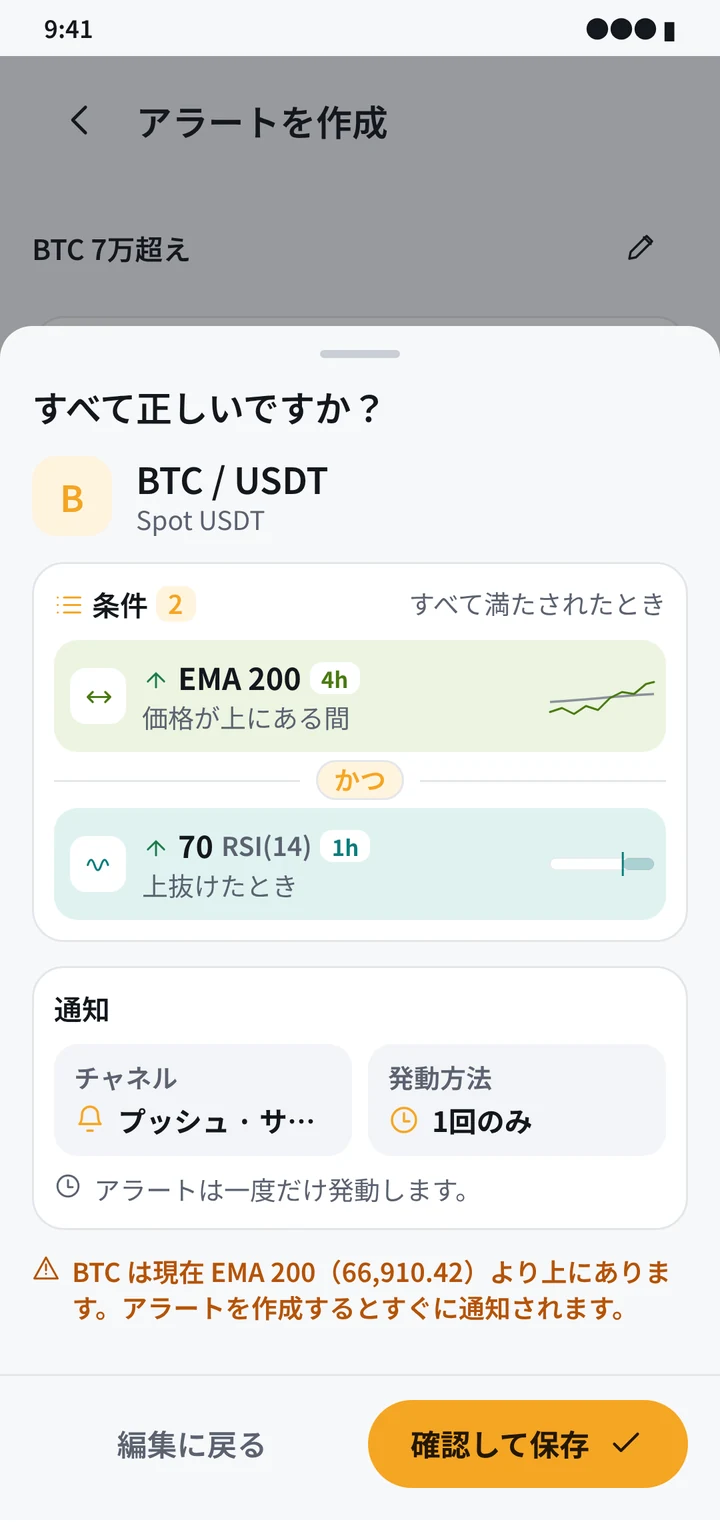 9:41
アラートを作成
BTC 7万超え
すべて正しいですか？
B
BTC / USDT
Spot USDT
条件 2
すべて満たされたとき
EMA 200 4h
価格が上にある間
かつ
70 RSI(14) 1h
上抜けたとき
通知
チャネル
プッシュ・サ…
発動方法
1回のみ
アラートは一度だけ発動します。
BTC は現在 EMA 200（66,910.42）より上にありま
す。アラートを作成するとすぐに通知されます。
編集に戻る
確認して保存